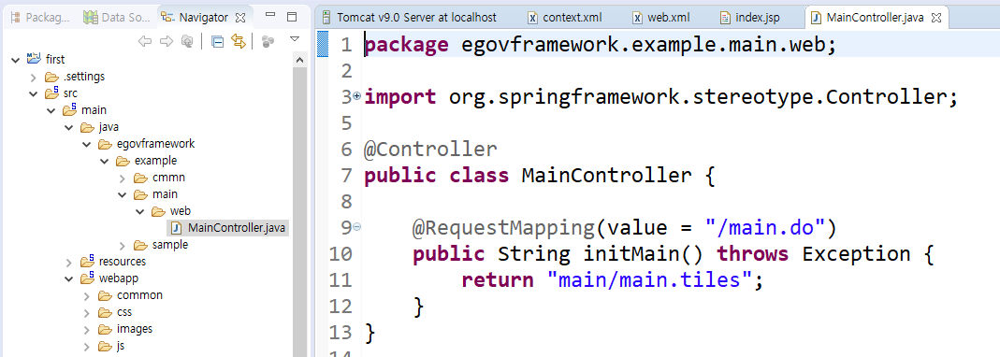 Packag...
Data So...
Navigator
first
.settings
src
main
java
egovframework
example
cmmn
main
web
MainController.java
sample
resources
webapp
common
css
images
js
Tomcat v9.0 Server at localhost
context.xml
web.xml
index.jsp
MainController.java
1 package egovframework.example.main.web;
2
3 import org.springframework.stereotype.Controller;
5
6 @Controller
7 public class MainController {
8
9 @RequestMapping(value = "/main.do")
10 public String initMain() throws Exception {
11 return "main/main.tiles";
12 }
13 }
14